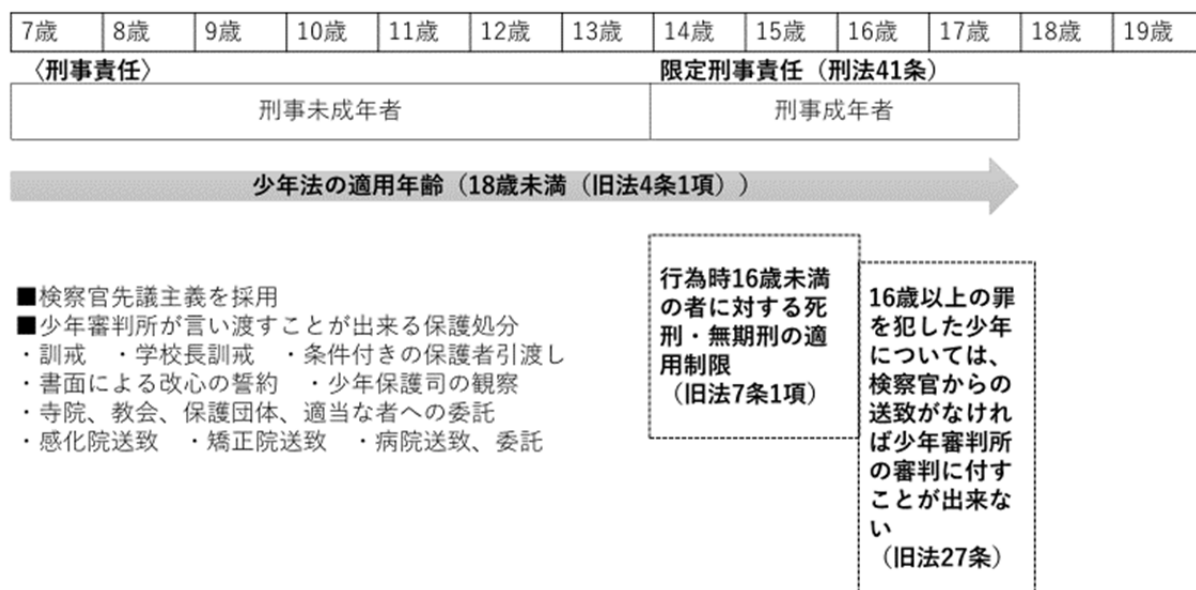 7歳 8歳 9歳 10歳 11歳 12歳 13歳 14歳 15歳 16歳 17歳 18歳 19歳
〈刑事責任〉 限定刑事責任（刑法41条）
刑事未成年者 刑事成年者
少年法の適用年齢（18歳未満（旧法4条1項））
■検察官先議主義を採用
■少年審判所が言い渡すことが出来る保護処分
・訓戒　・学校長訓戒　・条件付きの保護者引渡し
・書面による改心の誓約　・少年保護司の観察
・寺院、教会、保護団体、適当な者への委託
・感化院送致　・矯正院送致　・病院送致、委託
行為時16歳未満
の者に対する死
刑・無期刑の適
用制限
（旧法7条1項）
16歳以上の罪
を犯した少年
については、
検察官からの
送致がなけれ
ば少年審判所
の審判に付す
ことが出来な
い
（旧法27条）